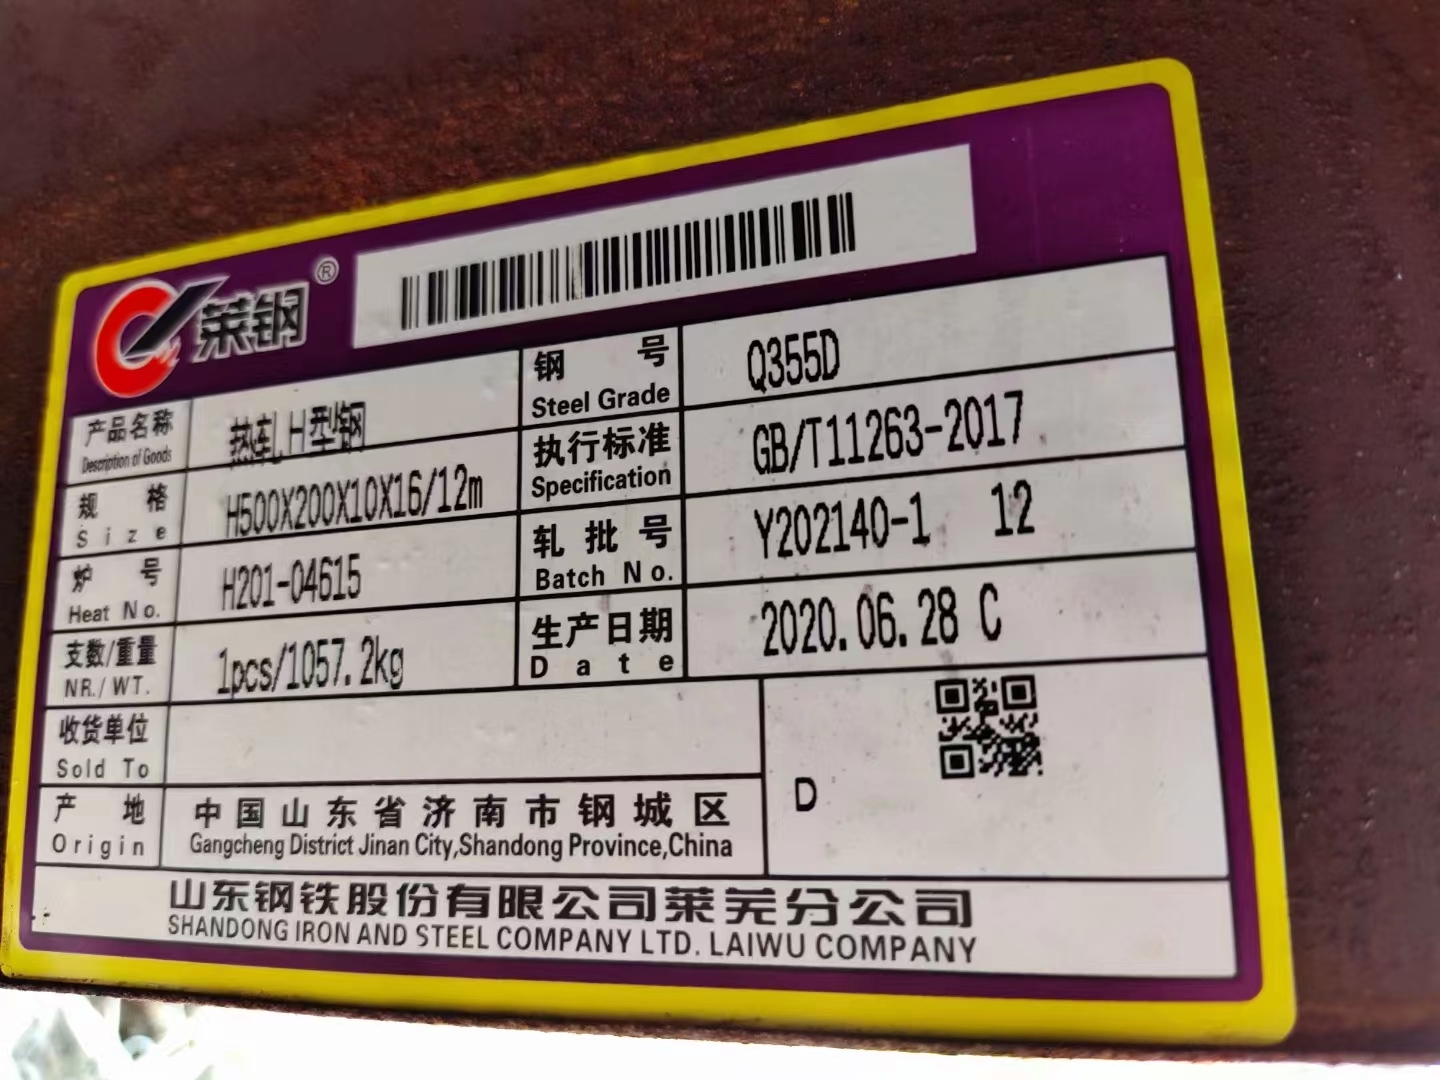 莱钢®
钢号 Q355D
Steel Grade
产品名称 热轧H型钢
Description of Goods
执行标准 GB/T11263-2017
Specification
规格 H500X200X10X16/12m
Size
轧批号 Y202140-1 12
Batch No.
炉号 H201-04615
Heat No.
生产日期 2020.06.28 C
Date
支数/重量 1pcs/1057.2kg
NR./WT.
收货单位
Sold To
D
产地 中国山东省济南市钢城区
Origin Gangcheng District Jinan City,Shandong Province,China
山东钢铁股份有限公司莱芜分公司
SHANDONG IRON AND STEEL COMPANY LTD. LAIWU COMPANY